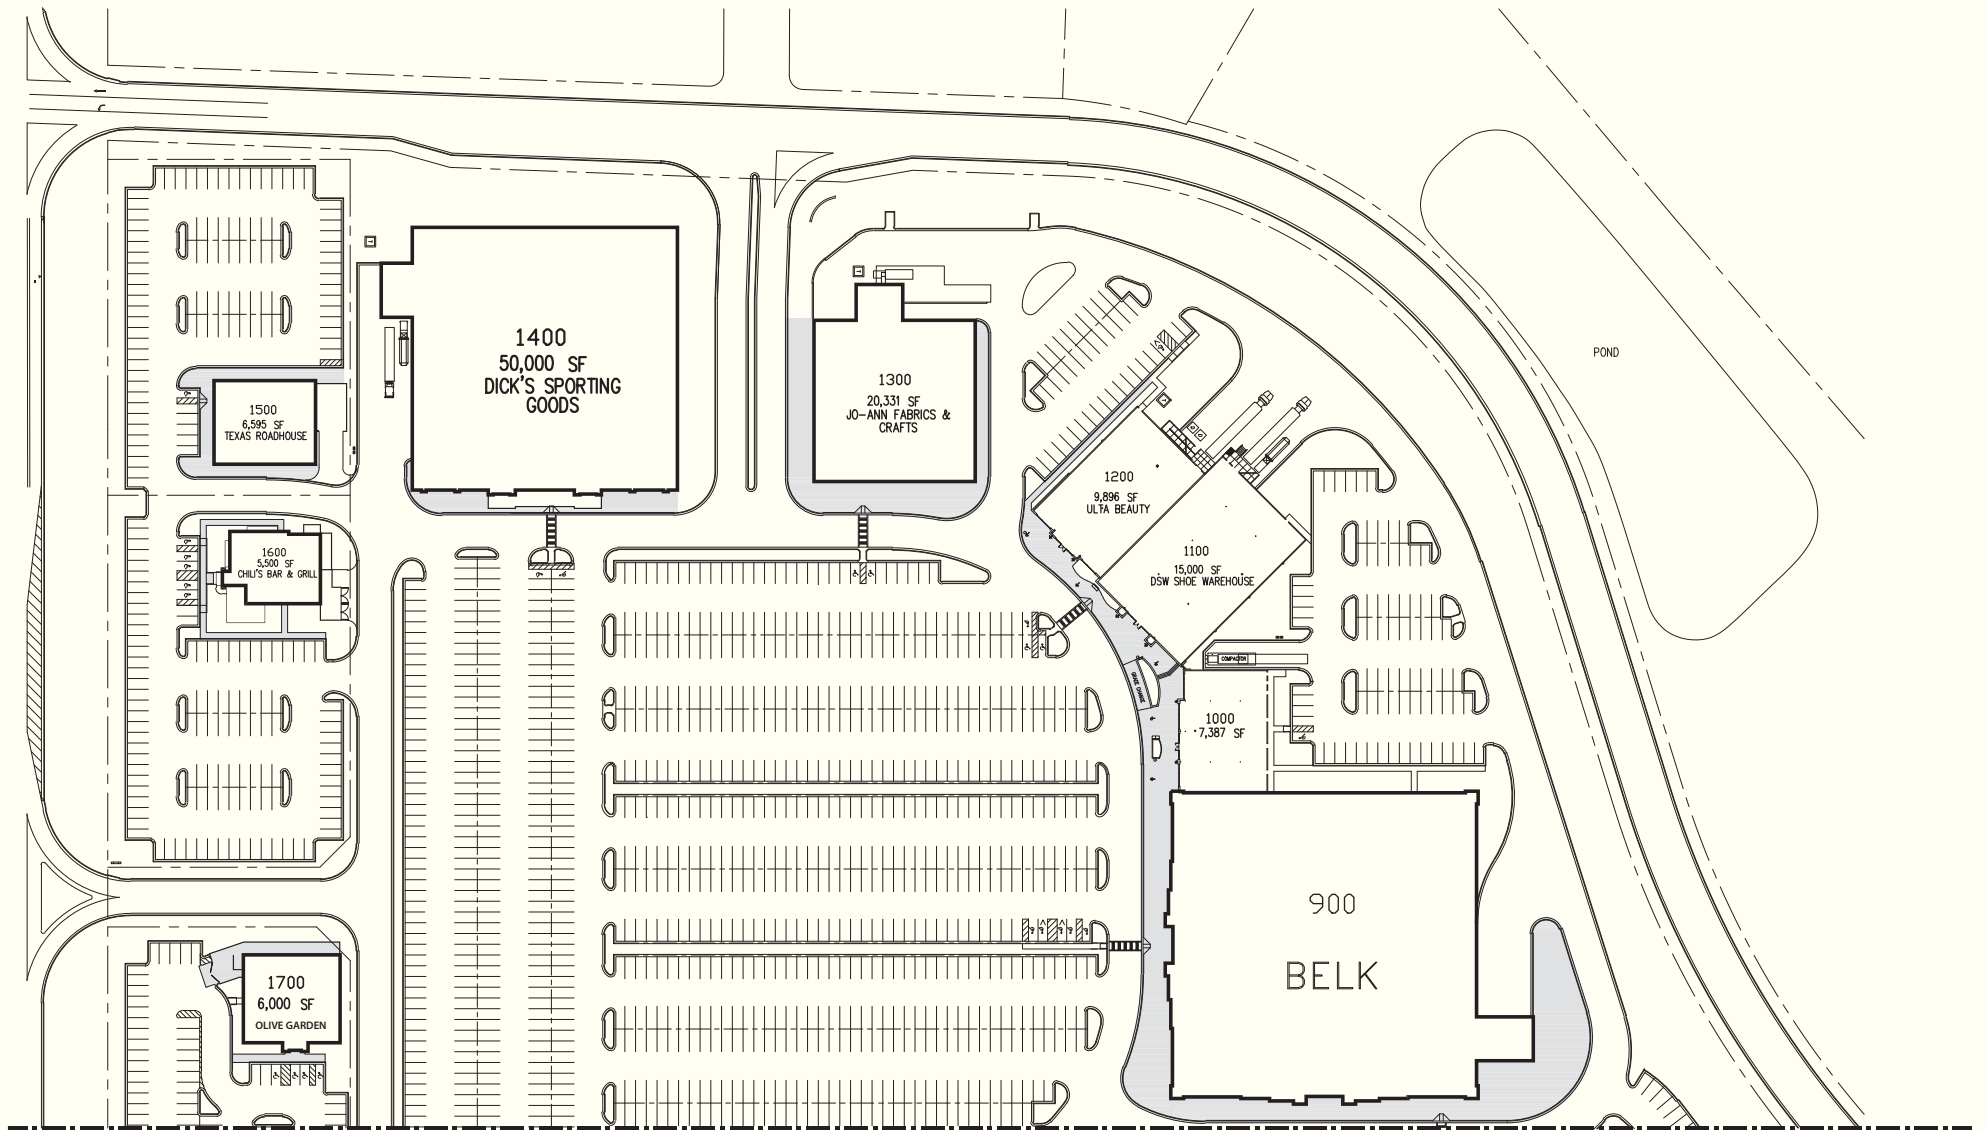 POND
1400
50,000 SF
DICK'S SPORTING
GOODS
1300
20,331 SF
JO-ANN FABRICS &
CRAFTS
1500
6,595 SF
TEXAS ROADHOUSE
1200
9,896 SF
ULTA BEAUTY
1100
15,000 SF
DSW SHOE WAREHOUSE
1600
5,500 SF
CHILI'S BAR & GRILL
COMPACTOR
GRADE CHANGE
1000
7,387 SF
900
BELK
1700
6,000 SF
OLIVE GARDEN